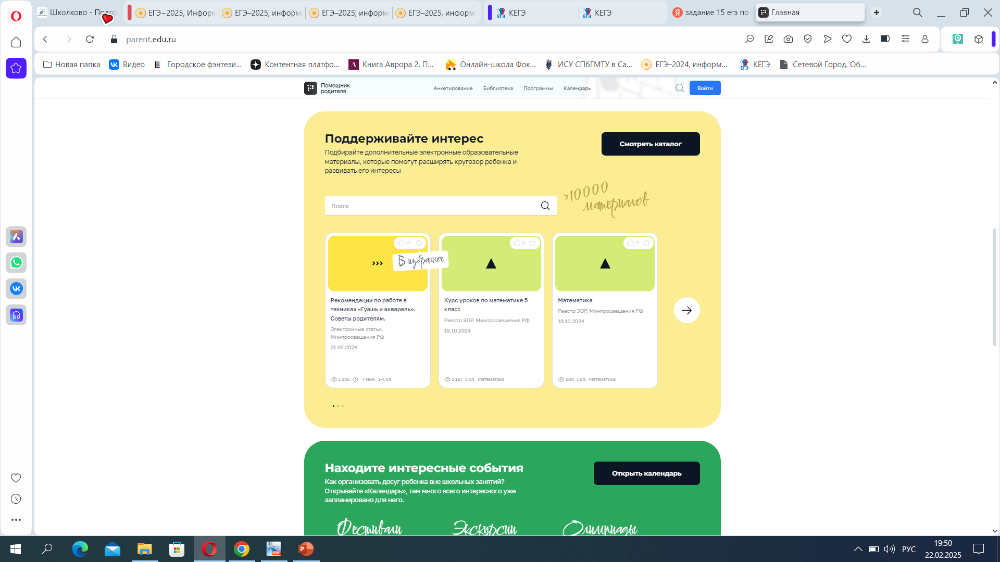 Школково - Подго
ЕГЭ–2025, Информ
ЕГЭ–2025, информ
ЕГЭ–2025, информ
ЕГЭ–2025, информ
КЕГЭ
КЕГЭ
задание 15 егэ по
Главная
parent.edu.ru
Новая папка
Видео
Городское фэнтези...
Контентная платфо...
Книга Аврора 2. П...
Онлайн-школа Фок...
ИСУ СПбГМТУ в Са...
ЕГЭ–2024, информ...
КЕГЭ
Сетевой Город. Об...
Помощник
родителя
Анкетирование
Библиотека
Программы
Календарь
Войти
Поддерживайте интерес
Подбирайте дополнительные электронные образовательные
материалы, которые помогут расширять кругозор ребенка и
развивать его интересы
Смотреть каталог
Поиск
>10000
материалов
27
В избранное
6
8
Рекомендации по работе в
техниках «Гуашь и акварель».
Советы родителям.
Электронные статьи.
Минпросвещения РФ
21.02.2024
1 336 ~7 мин. 1-4 кл.
Курс уроков по математике 5
класс
Реестр ЭОР. Минпросвещения РФ
18.10.2024
1 197 5 кл. Математика
Математика
Реестр ЭОР. Минпросвещения РФ
18.10.2024
800 1 кл. Математика
Находите интересные события
Как организовать досуг ребенка вне школьных занятий?
Открывайте «Календарь», там много всего интересного уже
запланировано для него.
Открыть календарь
Фестивали
Экскурсии
Олимпиады
РУС
19:50
22.02.2025